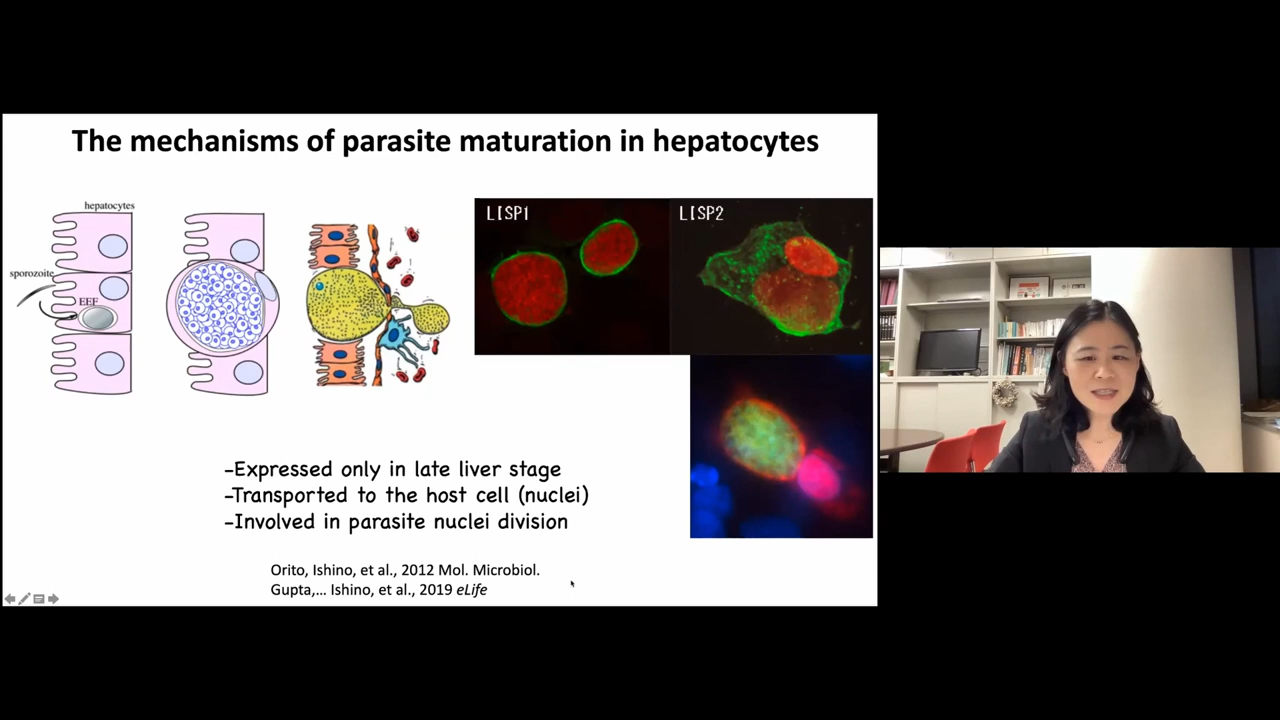 The mechanisms of parasite maturation in hepatocytes
hepatocytes
sporozoite
EEF
LISP1
LISP2
-Expressed only in late liver stage
-Transported to the host cell (nuclei)
-Involved in parasite nuclei division
Orito, Ishino, et al., 2012 Mol. Microbiol.
Gupta,... Ishino, et al., 2019 eLife